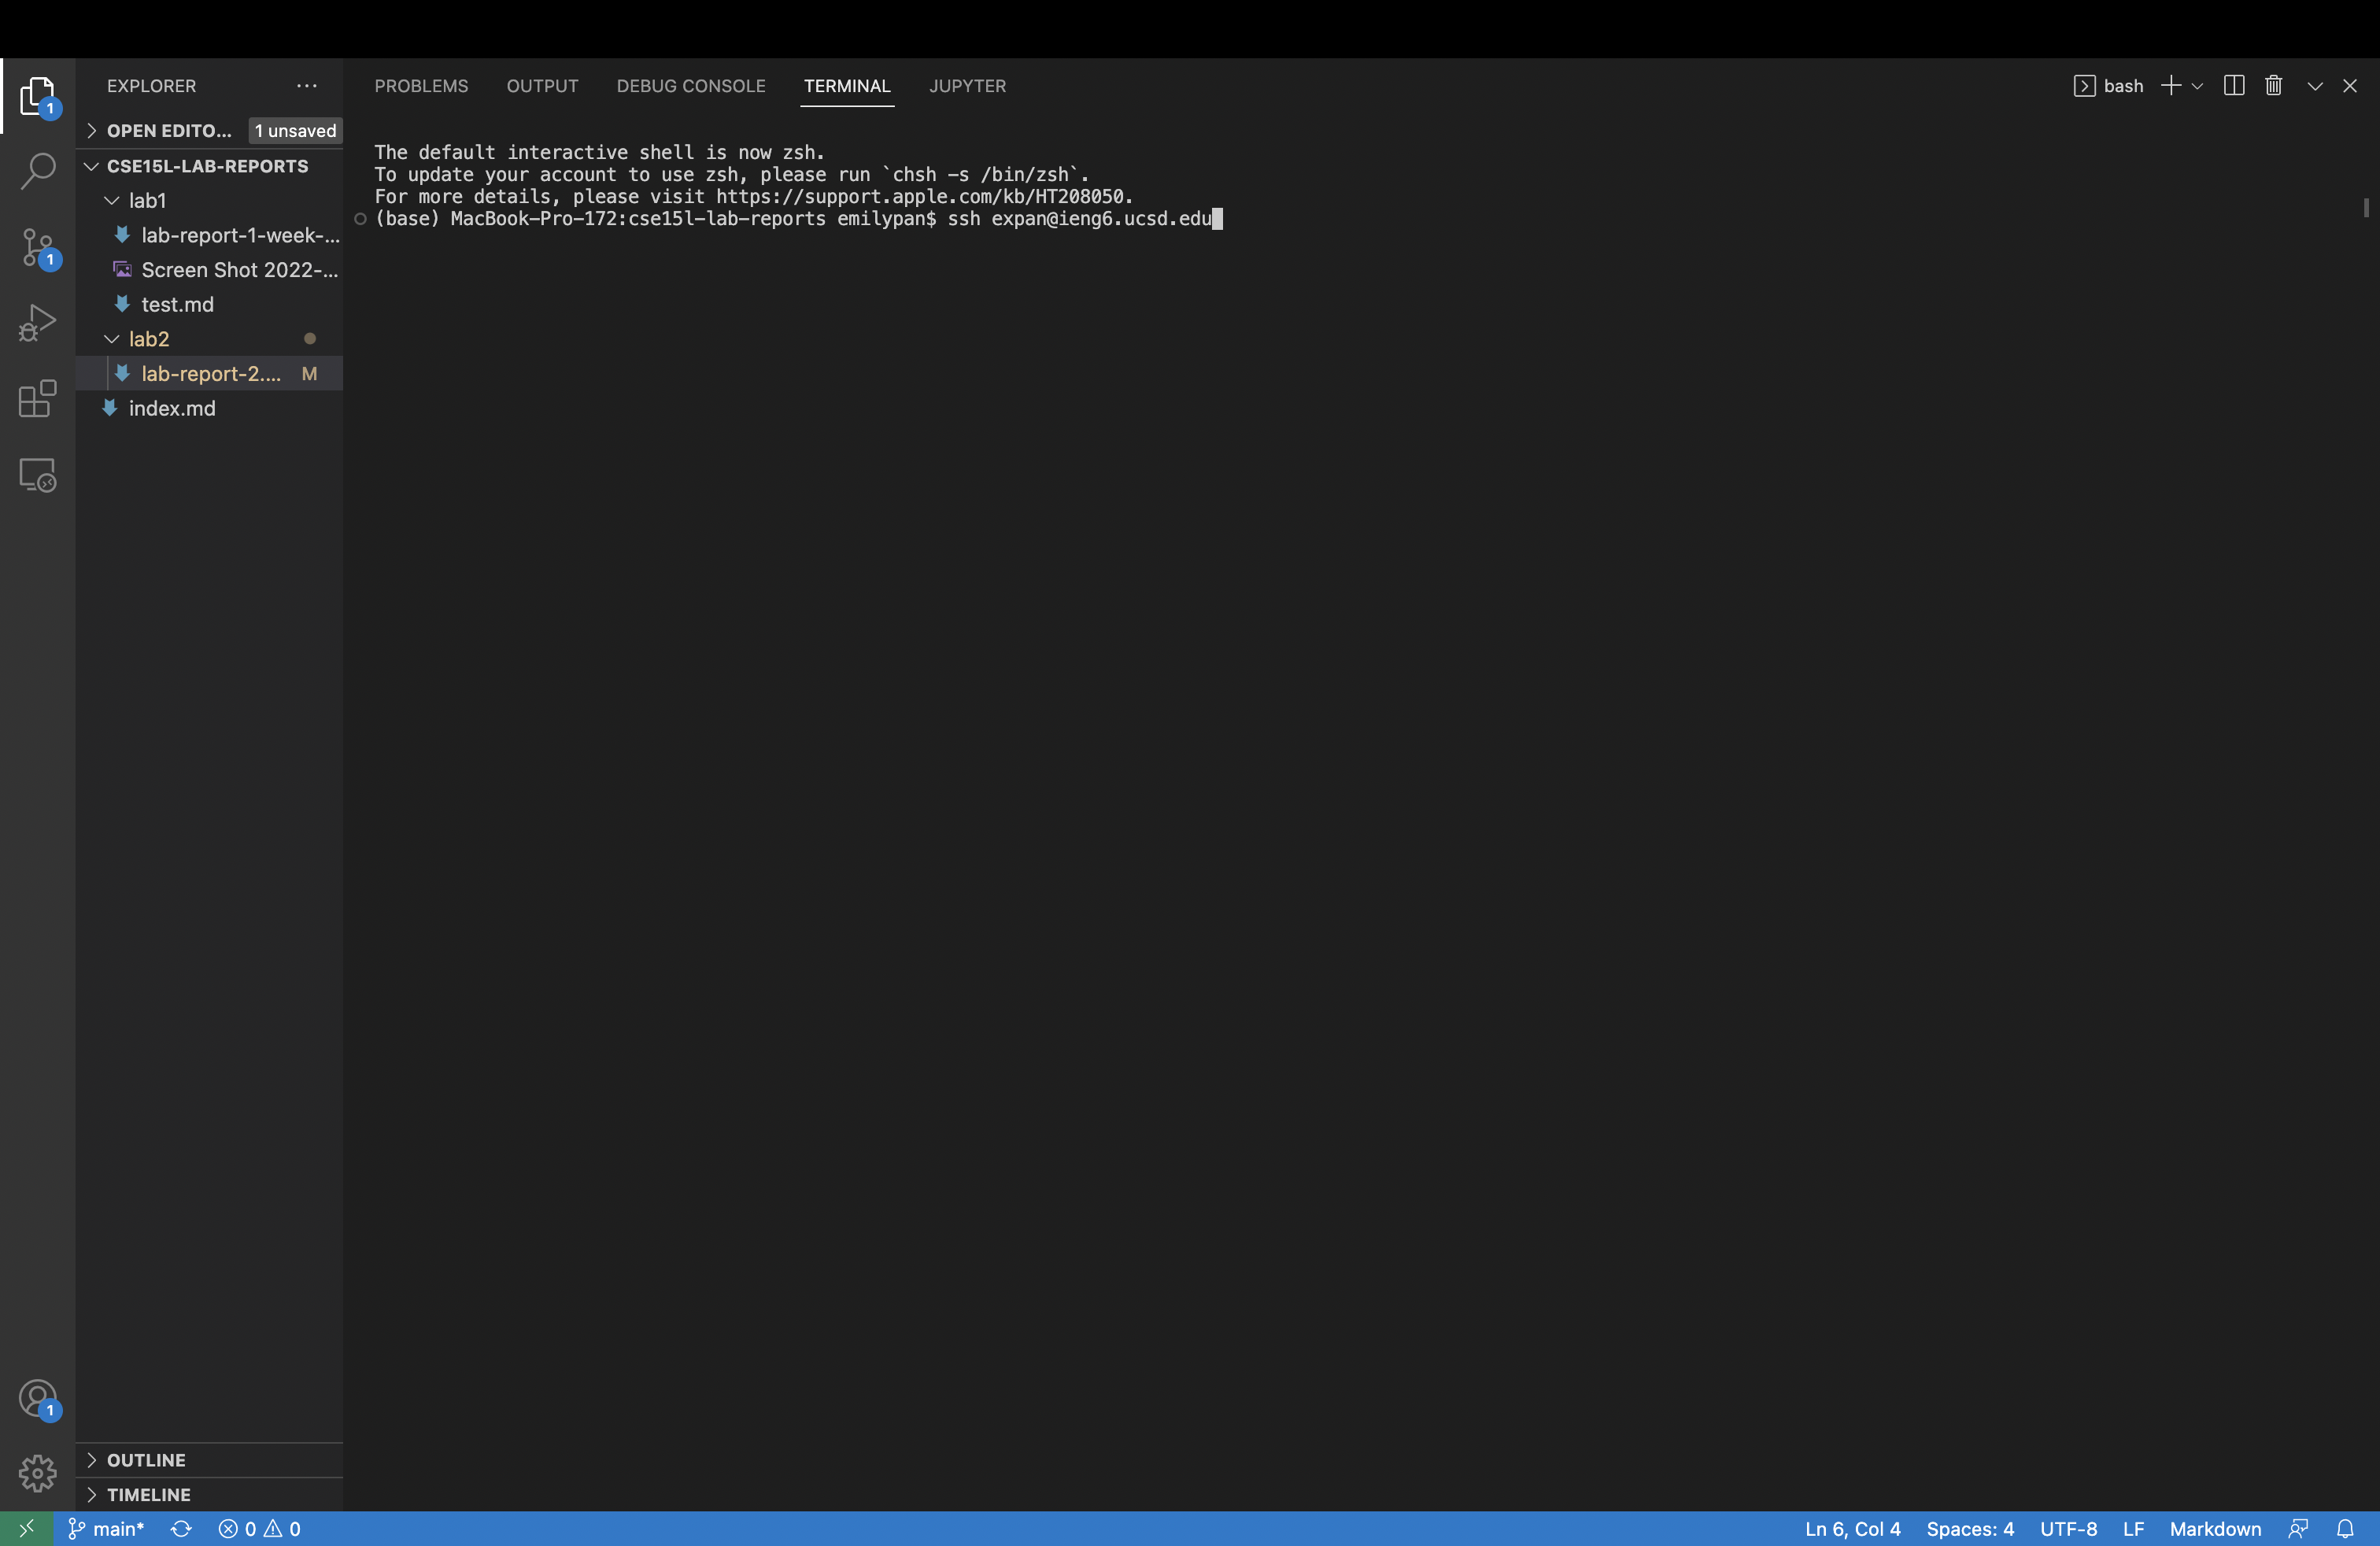 EXPLORER
PROBLEMS OUTPUT DEBUG CONSOLE TERMINAL JUPYTER
bash
1
OPEN EDITO... 1 unsaved
CSE15L-LAB-REPORTS
lab1
lab-report-1-week-...
Screen Shot 2022-...
test.md
lab2
lab-report-2.... M
index.md
1
The default interactive shell is now zsh.
To update your account to use zsh, please run `chsh -s /bin/zsh`.
For more details, please visit https://support.apple.com/kb/HT208050.
(base) MacBook-Pro-172:cse15l-lab-reports emilypan$ ssh expan@ieng6.ucsd.edu
1
OUTLINE
TIMELINE
main* 0 0
Ln 6, Col 4 Spaces: 4 UTF-8 LF Markdown